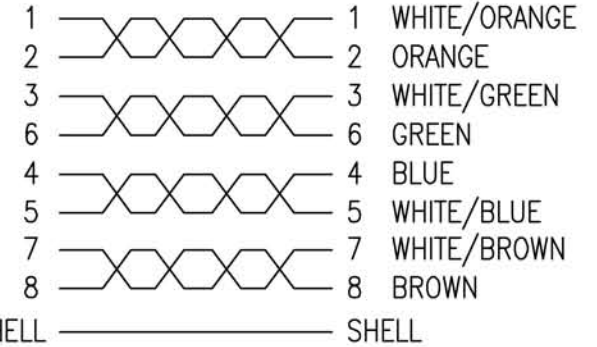 1 1 WHITE/ORANGE
2 2 ORANGE
3 3 WHITE/GREEN
6 6 GREEN
4 4 BLUE
5 5 WHITE/BLUE
7 7 WHITE/BROWN
8 8 BROWN
HELL SHELL